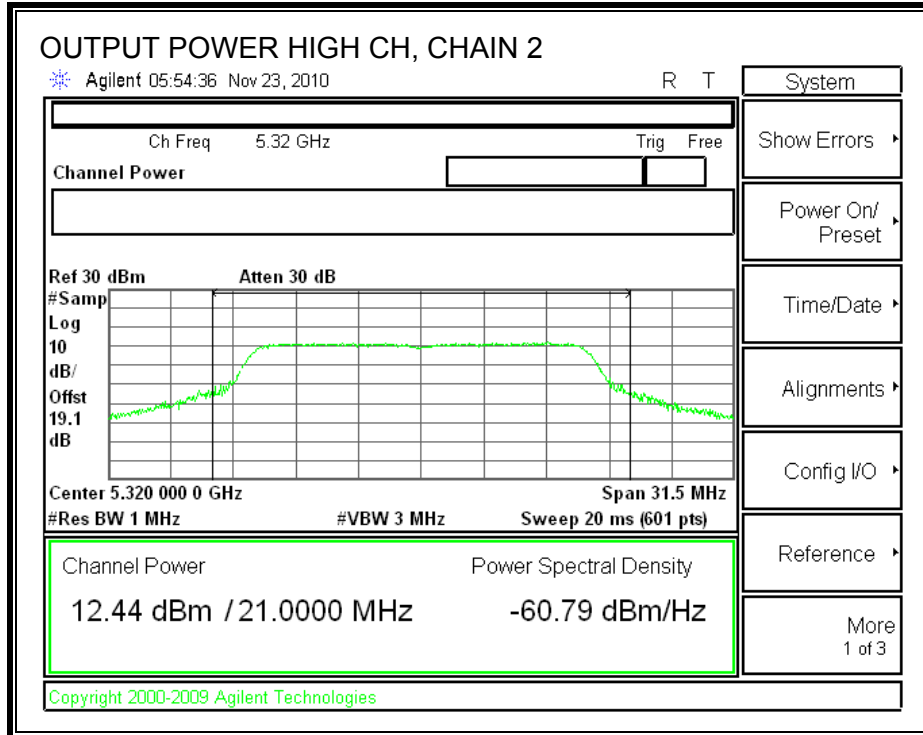 OUTPUT POWER HIGH CH, CHAIN 2
Agilent 05:54:36 Nov 23, 2010 R T
System
Ch Freq 5.32 GHz Trig Free
Channel Power
Show Errors
Power On/
Preset
Ref 30 dBm Atten 30 dB
#Samp
Log
10
dB/
Offst
19.1
dB
Time/Date
Alignments
Config I/O
Center 5.320 000 0 GHz Span 31.5 MHz
#Res BW 1 MHz #VBW 3 MHz Sweep 20 ms (601 pts)
Channel Power Power Spectral Density
12.44 dBm / 21.0000 MHz -60.79 dBm/Hz
Reference
More
1 of 3
Copyright 2000-2009 Agilent Technologies